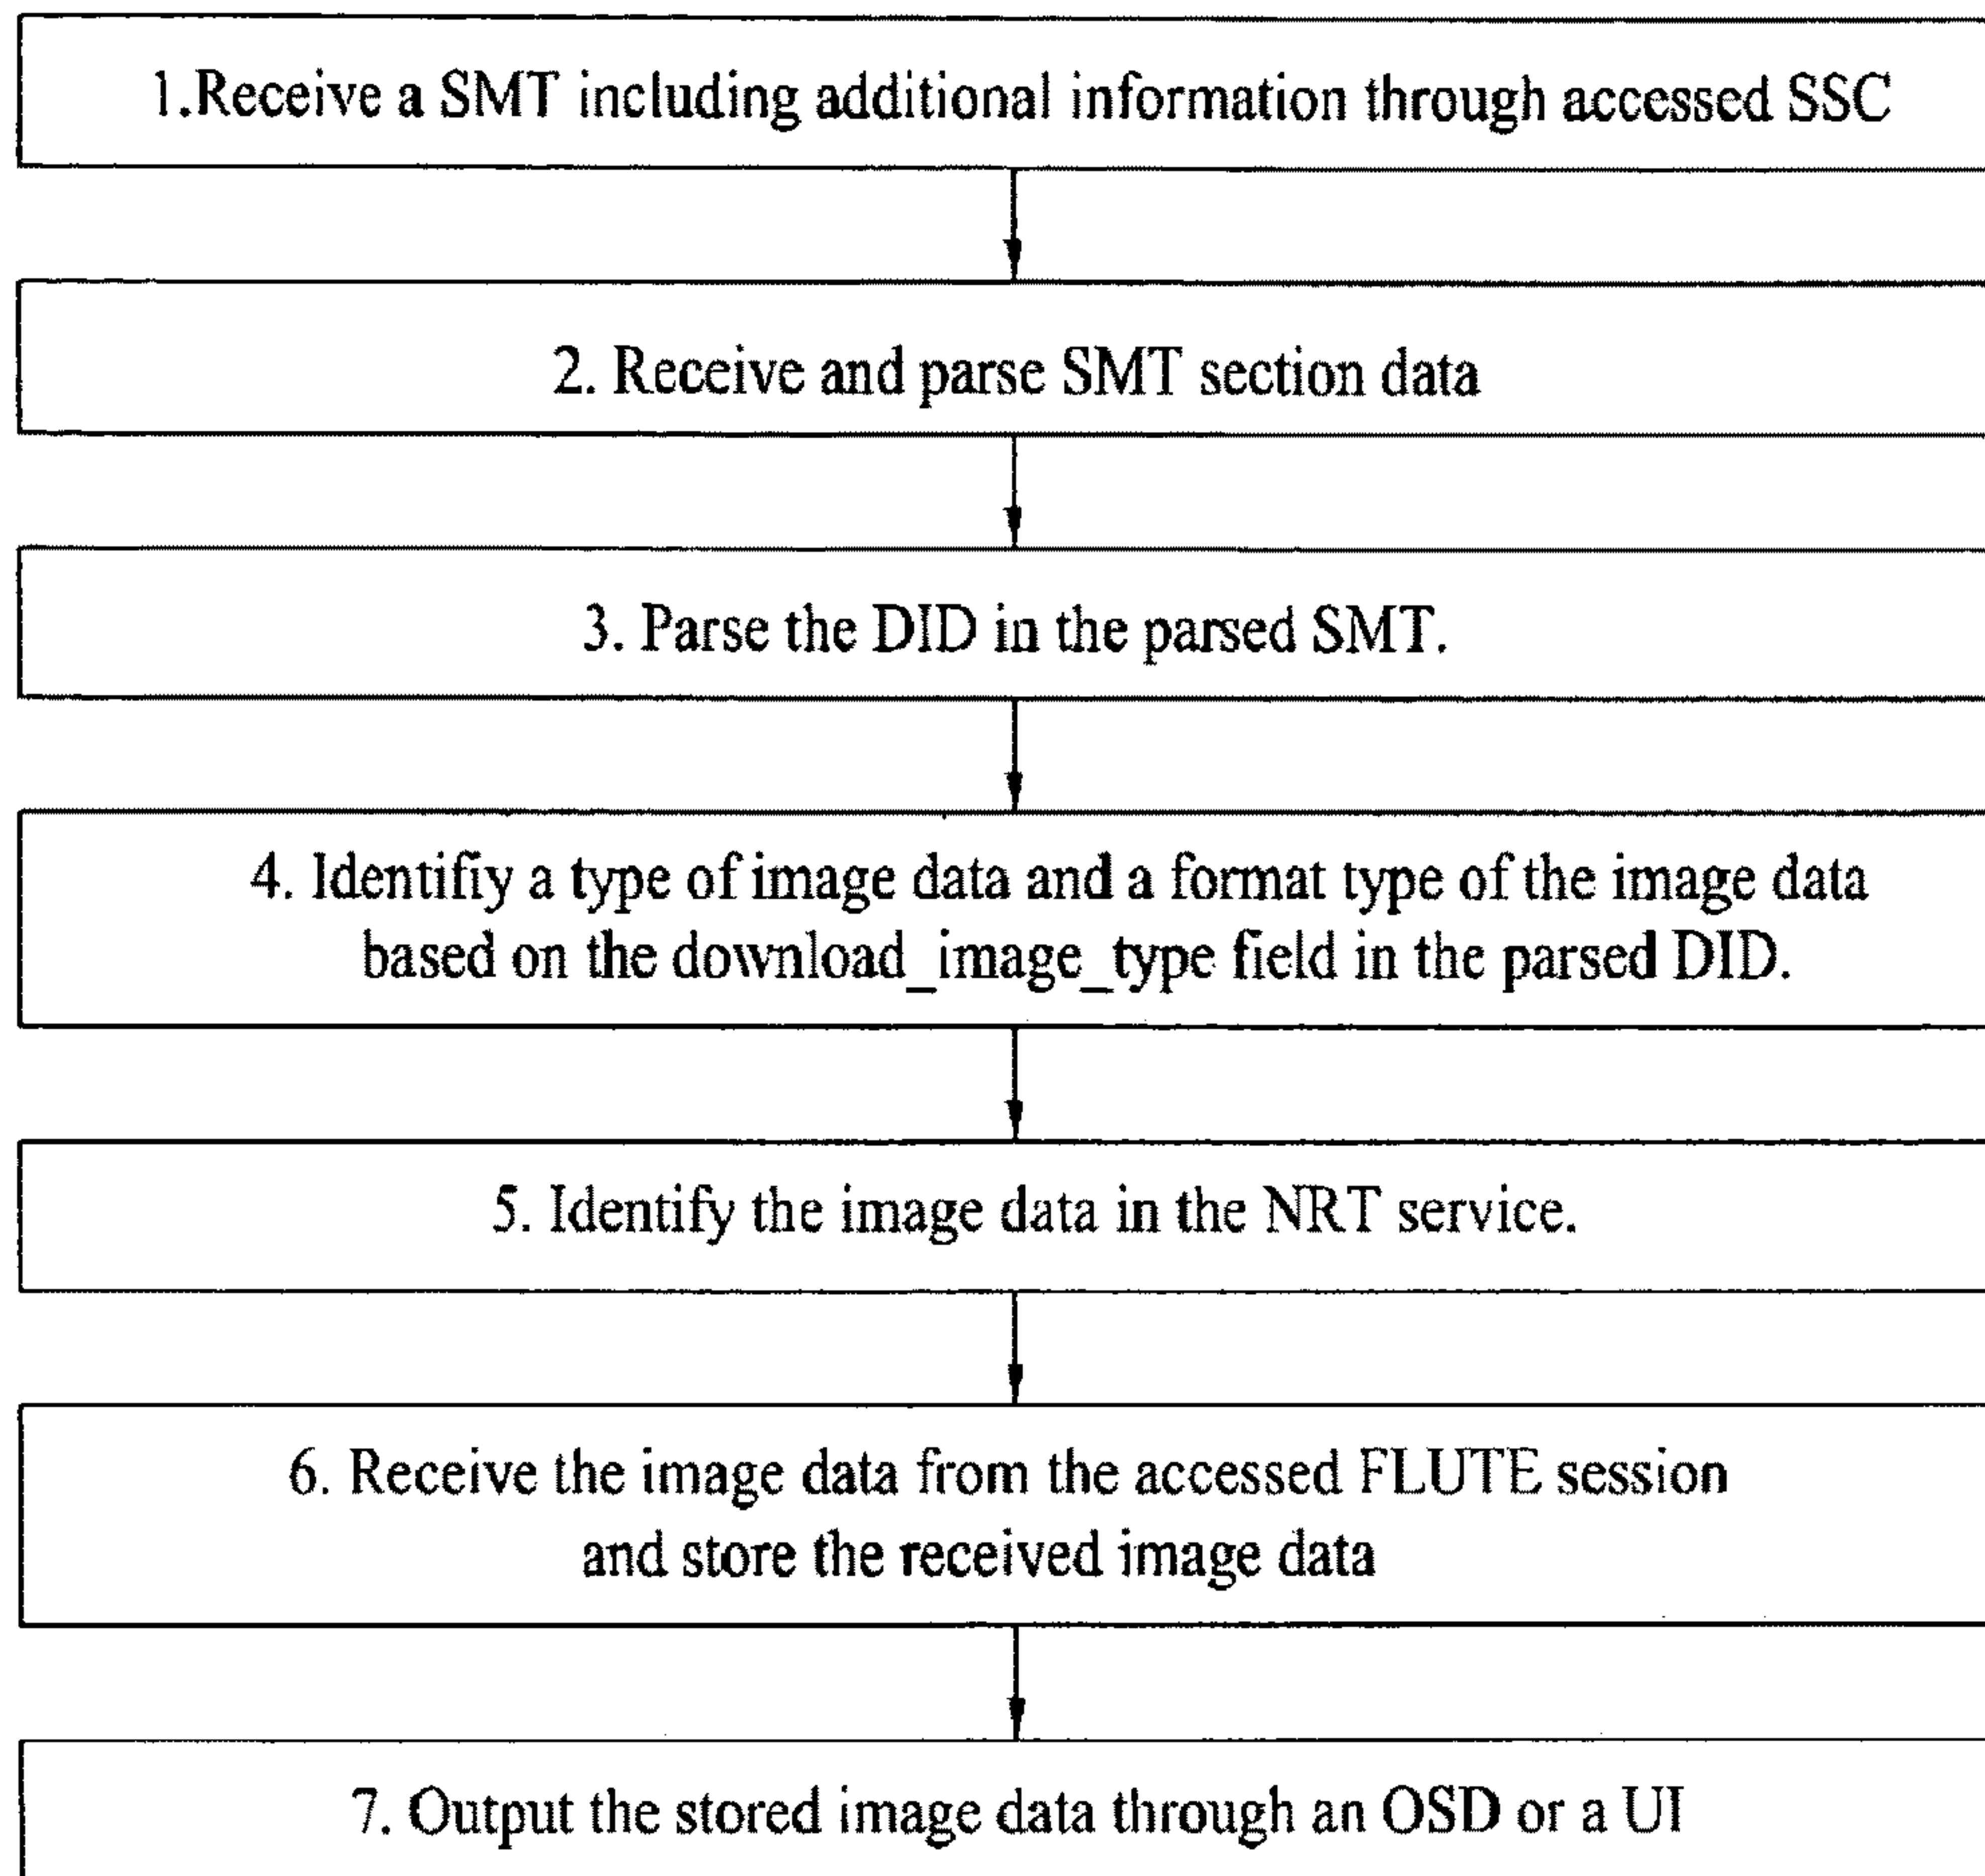 1.Receive a SMT including additional information through accessed SSC
2. Receive and parse SMT section data
3. Parse the DID in the parsed SMT.
4. Identifiy a type of image data and a format type of the image data
based on the download_image_type field in the parsed DID.
5. Identify the image data in the NRT service.
6. Receive the image data from the accessed FLUTE session
and store the received image data
7. Output the stored image data through an OSD or a UI